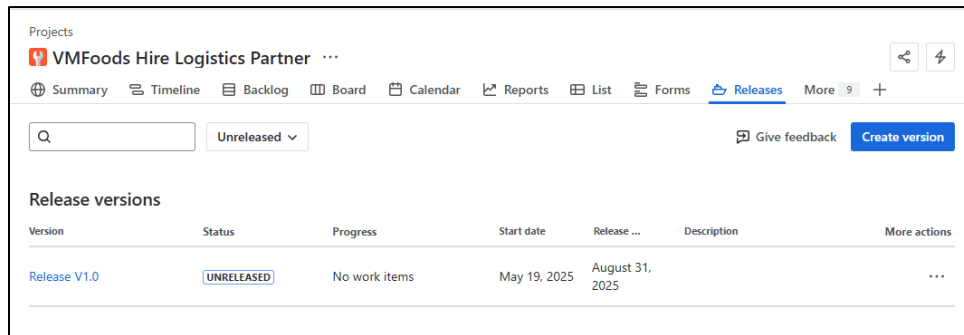 Projects
VMFoods Hire Logistics Partner ...
Summary Timeline Backlog Board Calendar Reports List Forms Releases More 9
Unreleased Give feedback Create version
Release versions
Version Status Progress Start date Release ... Description More actions
Release V1.0 UNRELEASED No work items May 19, 2025 August 31,
2025